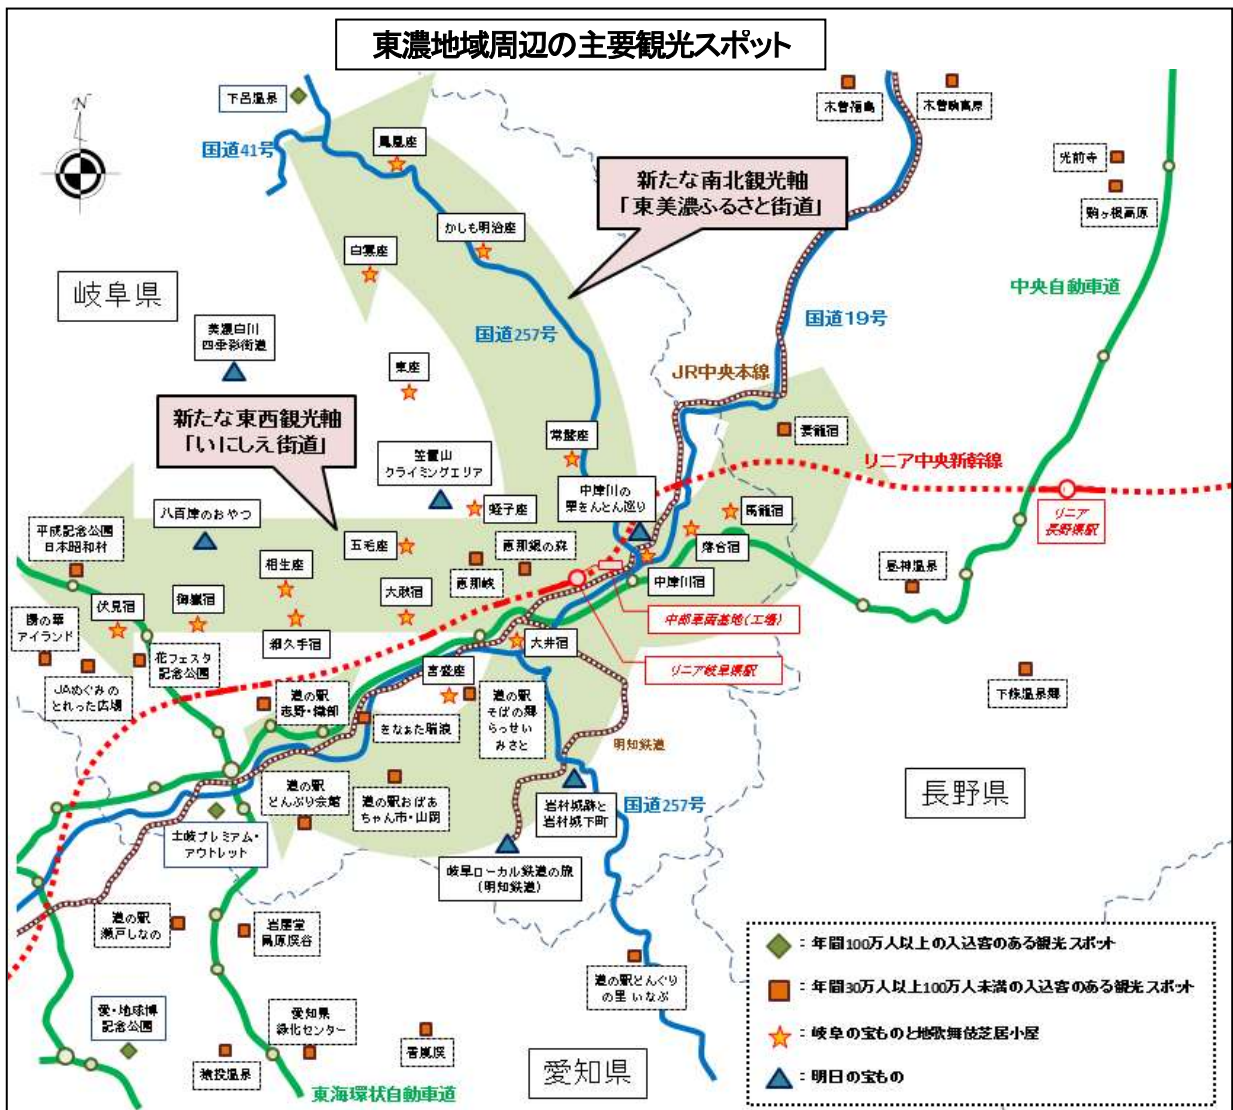 東濃地域周辺の主要観光スポット
N
下呂温泉
国道41号
鳳凰座
木曽福島
木曽駒高原
光前寺
駒ヶ根高原
新たな南北観光軸
「東美濃ふるさと街道」
かしも明治座
白雲座
岐阜県
中央自動車道
国道19号
美濃白川
四季彩街道
国道257号
東座
JR中央本線
新たな東西観光軸
「いにしえ街道」
常盤座
妻籠宿
笠置山
クライミングエリア
リニア中央新幹線
中津川の
栗きんとん巡り
八百津のおやつ
蛭子座
馬籠宿
リニア
長野県駅
平成記念公園
日本昭和村
五毛座
恵那銀の森
落合宿
相生座
恵那峡
昼神温泉
中津川宿
伏見宿
御嶽宿
大湫宿
中部車両基地(工場)
湯の華
アイランド
細久手宿
大井宿
花フェスタ
記念公園
宮盛座
リニア岐阜県駅
下條温泉郷
JAめぐみの
とれった広場
道の駅
志野・織部
きなぁた瑞浪
道の駅
そばの郷
らっせい
みさと
明知鉄道
道の駅
どんぶり会館
道の駅おばあ
ちゃん市・山岡
岩村城跡と
岩村城下町
国道257号
長野県
土岐プレミアム・
アウトレット
岐阜ローカル鉄道の旅
(明知鉄道)
道の駅
瀬戸しなの
岩屋堂
鳥原渓谷
道の駅どんぐり
の里 いなぶ
愛・地球博
記念公園
愛知県
緑化センター
猿投温泉
香嵐渓
愛知県
東海環状自動車道
：年間100万人以上の入込客のある観光スポット
：年間30万人以上100万人未満の入込客のある観光スポット
：岐阜の宝ものと地歌舞伎芝居小屋
：明日の宝もの